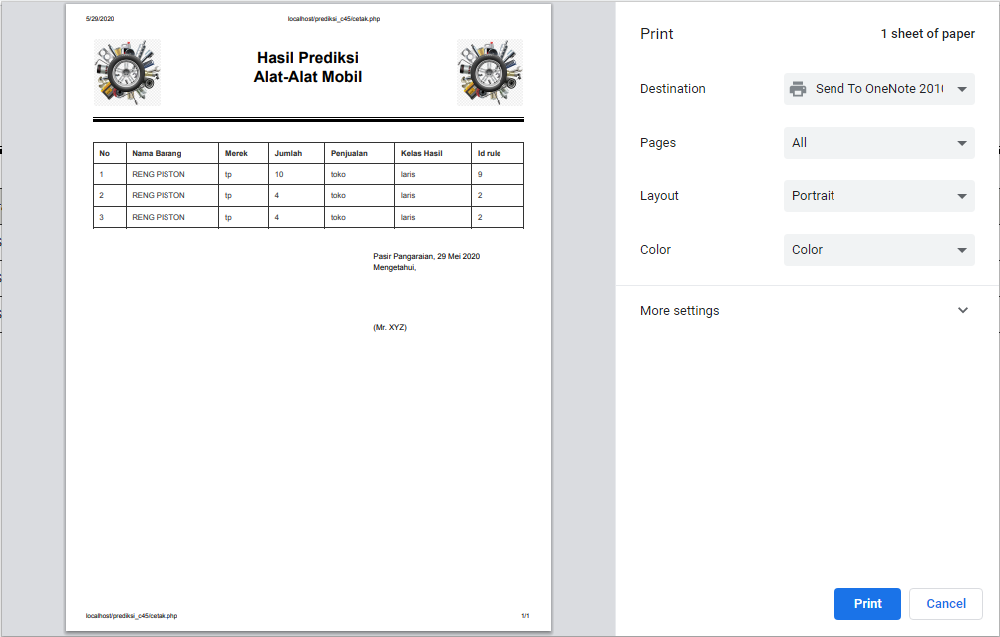 5/29/2020 localhost/prediksi_c45/cetak.php
Hasil Prediksi
Alat-Alat Mobil
No Nama Barang Merek Jumlah Penjualan Kelas Hasil Id rule
1 RENG PISTON tp 10 toko laris 9
2 RENG PISTON tp 4 toko laris 2
3 RENG PISTON tp 4 toko laris 2
Pasir Pangaraian, 29 Mei 2020
Mengetahui,
(Mr. XYZ)
localhost/prediksi_c45/cetak.php 1/1
Print 1 sheet of paper
Destination Send To OneNote
Pages All
Layout Portrait
Color Color
More settings
Print Cancel